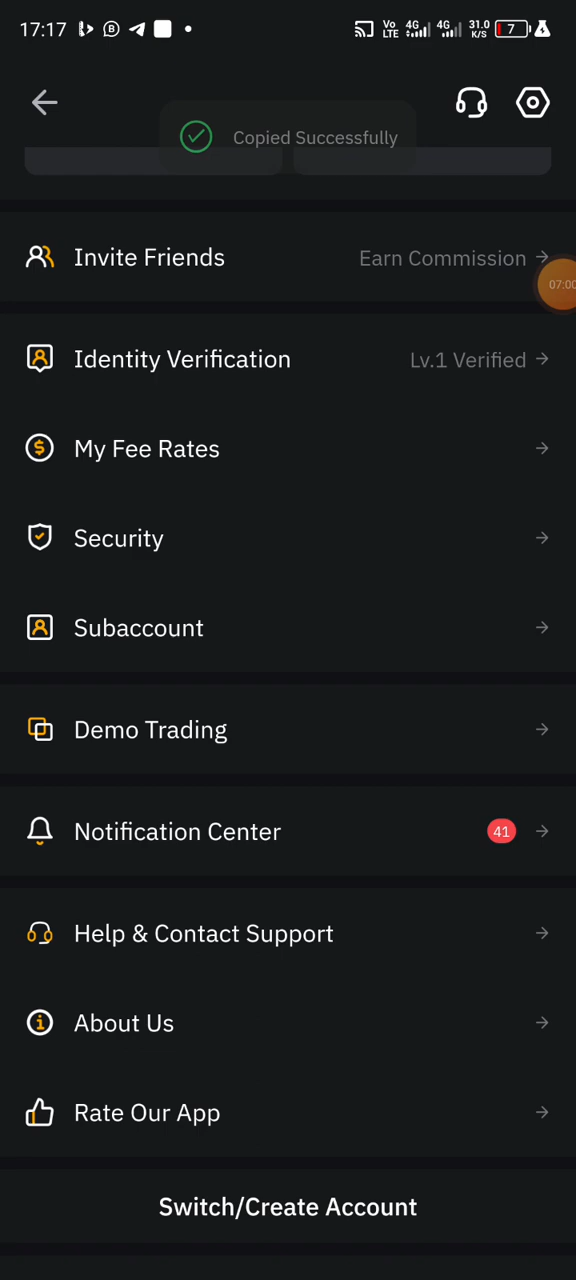 17:17 Vo LTE 4G 4G 31.0 K/S 7
Copied Successfully
Invite Friends Earn Commission
07:00
Identity Verification Lv.1 Verified
My Fee Rates
Security
Subaccount
Demo Trading
Notification Center 41
Help & Contact Support
About Us
Rate Our App
Switch/Create Account